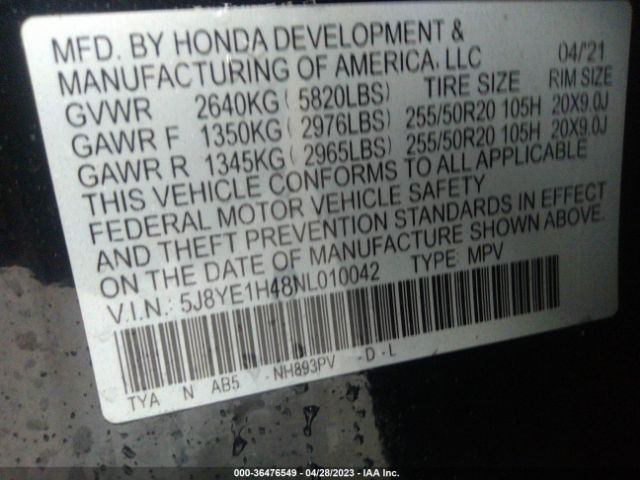 MFD. BY HONDA DEVELOPMENT &
MANUFACTURING OF AMERICA, LLC 04/'21
GVWR 2640KG ( 5820LBS) TIRE SIZE RIM SIZE
GAWR F 1350KG ( 2976LBS) 255/50R20 105H 20X9.0J
GAWR R 1345KG ( 2965LBS) 255/50R20 105H 20X9.0J
THIS VEHICLE CONFORMS TO ALL APPLICABLE
FEDERAL MOTOR VEHICLE SAFETY
AND THEFT PREVENTION STANDARDS IN EFFECT
ON THE DATE OF MANUFACTURE SHOWN ABOVE.
V.I.N.: 5J8YE1H48NL010042 TYPE: MPV
TYA N AB5 NH893PV - D - L
000-36476549 - 04/28/2023 - IAA Inc.